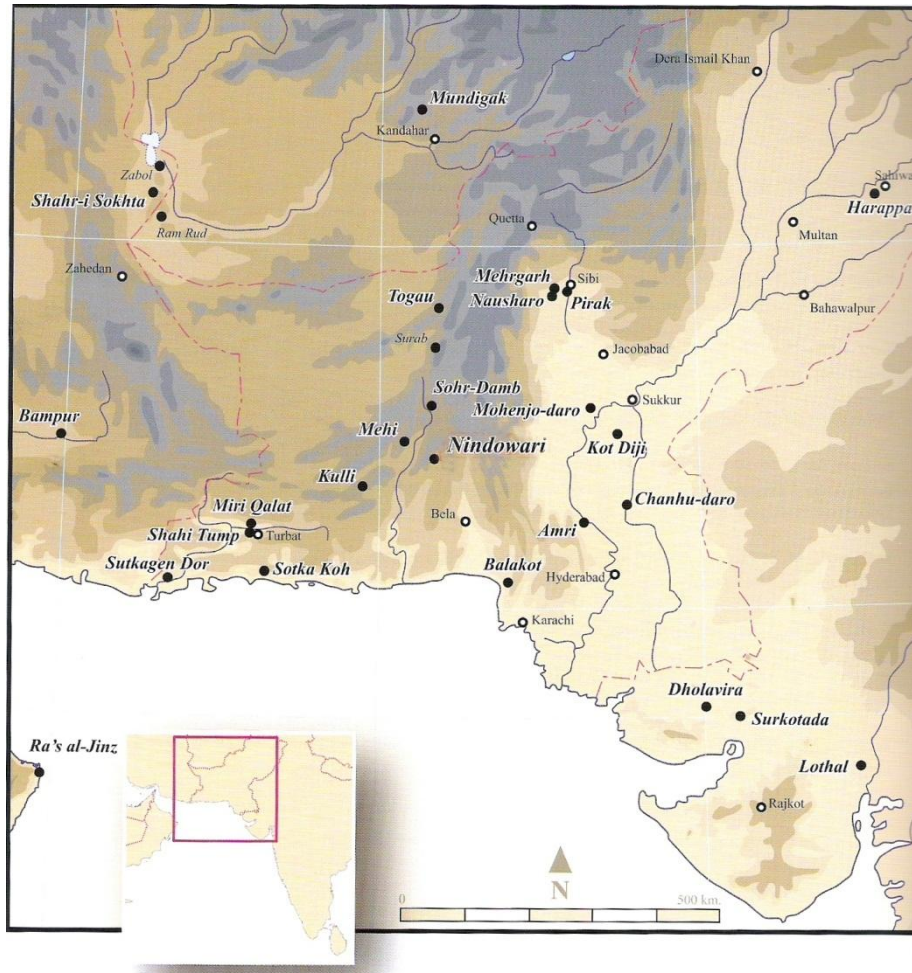 Dera Ismail Khan
Mundigak
Kandahar
Zabol
Shahr-i Sokhta
Ram Rud
Harappa
Quetta
Multan
Zahedan
Mehrgarh
Sibi
Nausharo
Pirak
Togau
Bahawalpur
Surab
Jacobabad
Sohr-Damb
Mohenjo-daro
Sukkur
Bampur
Mehi
Nindowari
Kot Diji
Kulli
Miri Qalat
Chanhu-daro
Shahi Tump
Turbat
Bela
Amri
Sutkagen Dor
Sotka Koh
Balakot
Hyderabad
Karachi
Dholavira
Surkotada
Ra's al-Jinz
Lothal
Rajkot
N
0
500 km.